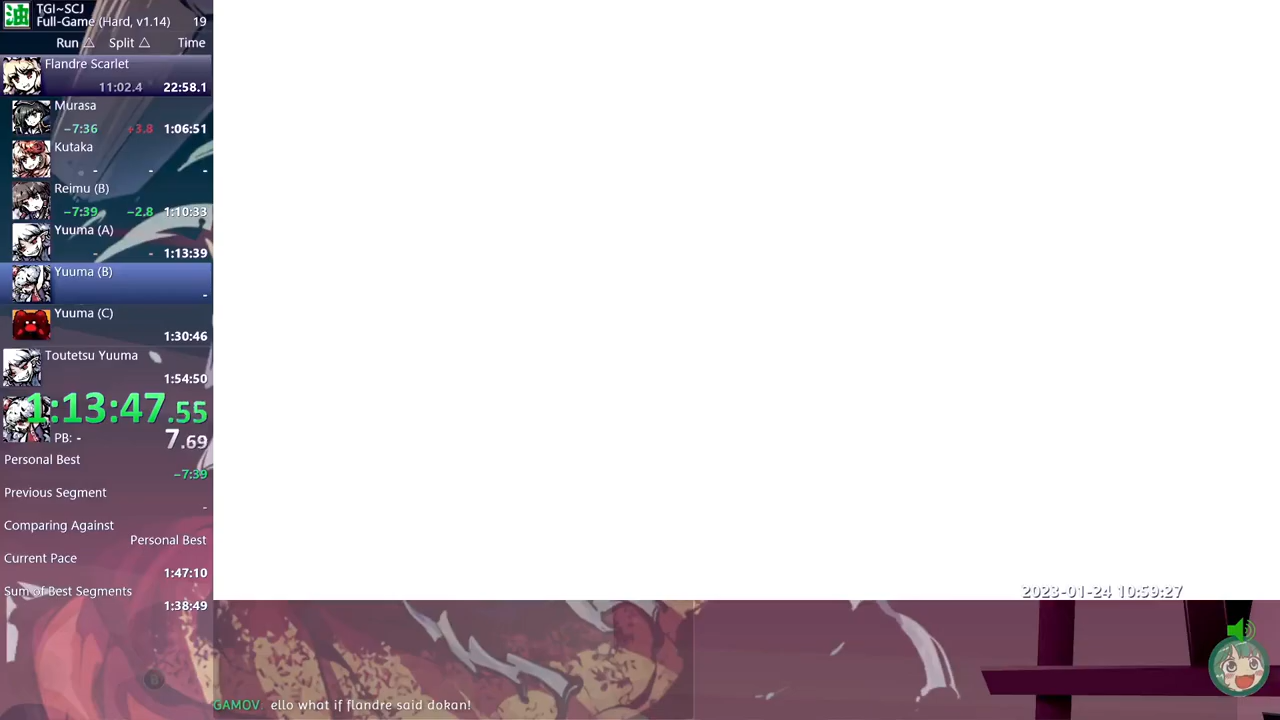 油 TGI~SCJ
Full-Game (Hard, v1.14) 19
Run △ Split △ Time
Flandre Scarlet
11:02.4 22:58.1
Murasa
−7:36 +3.8 1:06:51
Kutaka
- - -
Reimu (B)
−7:39 −2.8 1:10:33
Yuuma (A)
- - 1:13:39
Yuuma (B)
-
Yuuma (C)
1:30:46
Toutetsu Yuuma
1:54:50
1:13:47.55
PB: - 7.69
Personal Best
−7:39
Previous Segment
-
Comparing Against
Personal Best
Current Pace
1:47:10
Sum of Best Segments
1:38:49
2023-01-24 10:59:27
GAMOV ello what if flandre said dokan!